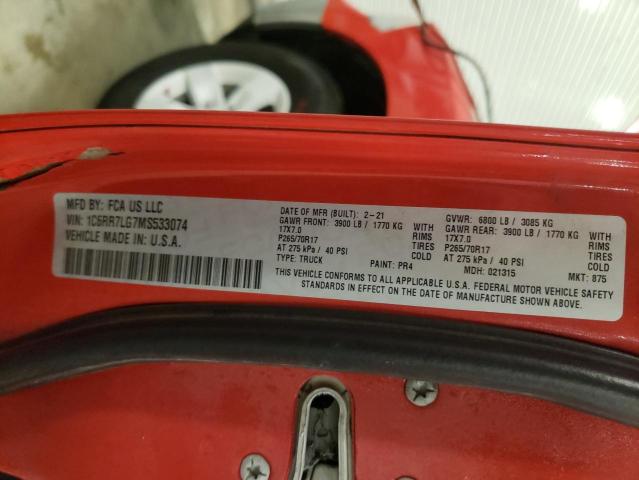 MFD BY: FCA US LLC
VIN: 1C6RR7LG7MS533074
VEHICLE MADE IN: U.S.A.
DATE OF MFR (BUILT): 2-21
GAWR FRONT: 3900 LB / 1770 KG WITH
17X7.0 RIMS
P265/70R17 TIRES
AT 275 kPa / 40 PSI COLD
TYPE: TRUCK PAINT: PR4
GVWR: 6800 LB / 3085 KG
GAWR REAR: 3900 LB / 1770 KG WITH
17X7.0 RIMS
P265/70R17 TIRES
AT 275 kPa / 40 PSI COLD
MDH: 021315 MKT: 875
THIS VEHICLE CONFORMS TO ALL APPLICABLE U.S.A. FEDERAL MOTOR VEHICLE SAFETY
STANDARDS IN EFFECT ON THE DATE OF MANUFACTURE SHOWN ABOVE.